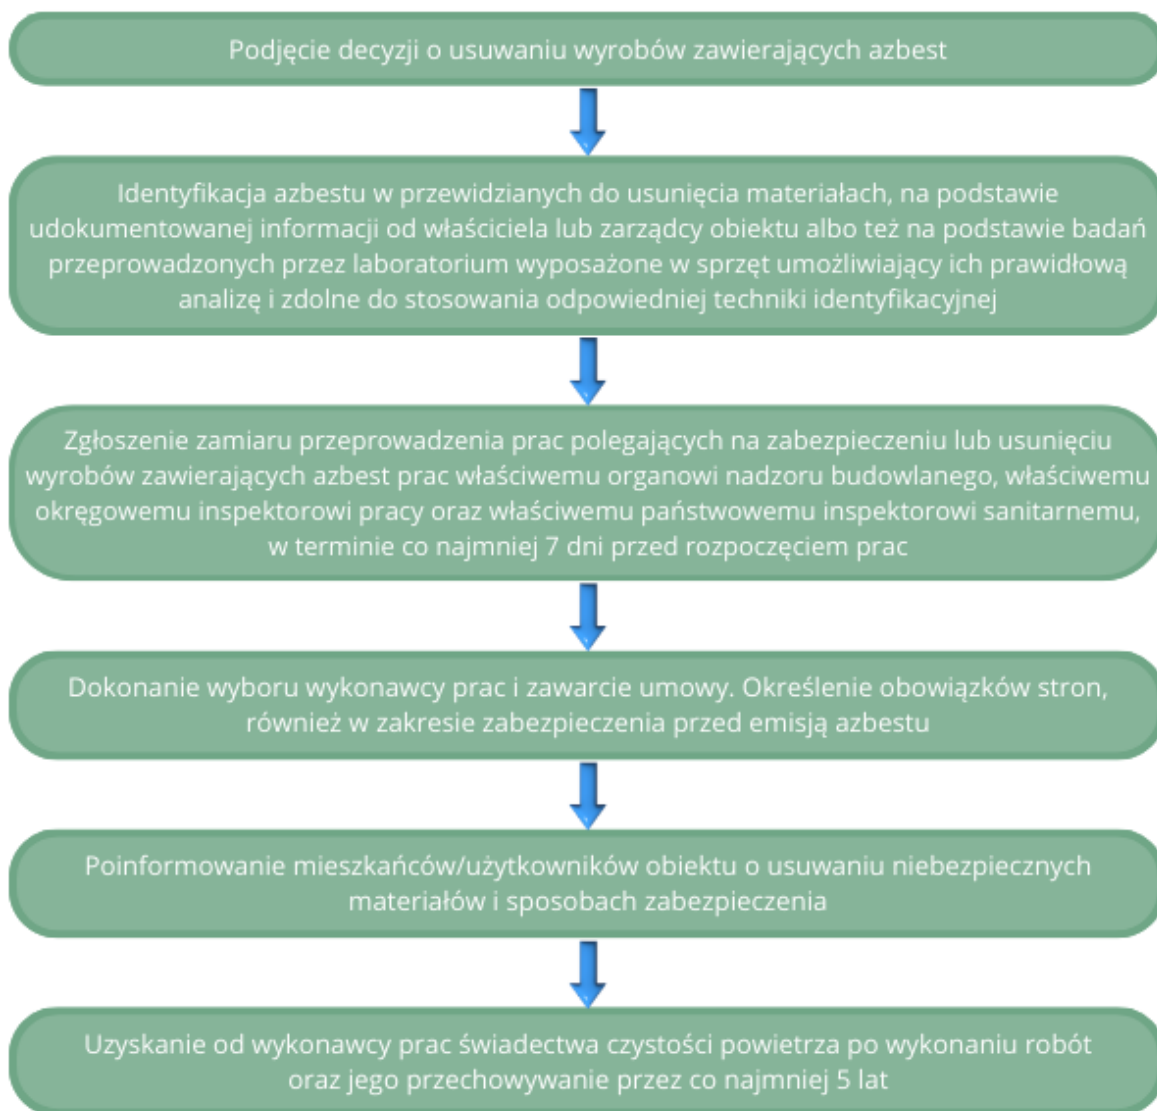 Podjęcie decyzji o usuwaniu wyrobów zawierających azbest
Identyfikacja azbestu w przewidzianych do usunięcia materiałach, na podstawie
udokumentowanej informacji od właściciela lub zarządcy obiektu albo też na podstawie badań
przeprowadzonych przez laboratorium wyposażone w sprzęt umożliwiający ich prawidłową
analizę i zdolne do stosowania odpowiedniej techniki identyfikacyjnej
Zgłoszenie zamiaru przeprowadzenia prac polegających na zabezpieczeniu lub usunięciu
wyrobów zawierających azbest prac właściwemu organowi nadzoru budowlanego, właściwemu
okręgowemu inspektorowi pracy oraz właściwemu państwowemu inspektorowi sanitarnemu,
w terminie co najmniej 7 dni przed rozpoczęciem prac
Dokonanie wyboru wykonawcy prac i zawarcie umowy. Określenie obowiązków stron,
również w zakresie zabezpieczenia przed emisją azbestu
Poinformowanie mieszkańców/użytkowników obiektu o usuwaniu niebezpiecznych
materiałów i sposobach zabezpieczenia
Uzyskanie od wykonawcy prac świadectwa czystości powietrza po wykonaniu robót
oraz jego przechowywanie przez co najmniej 5 lat